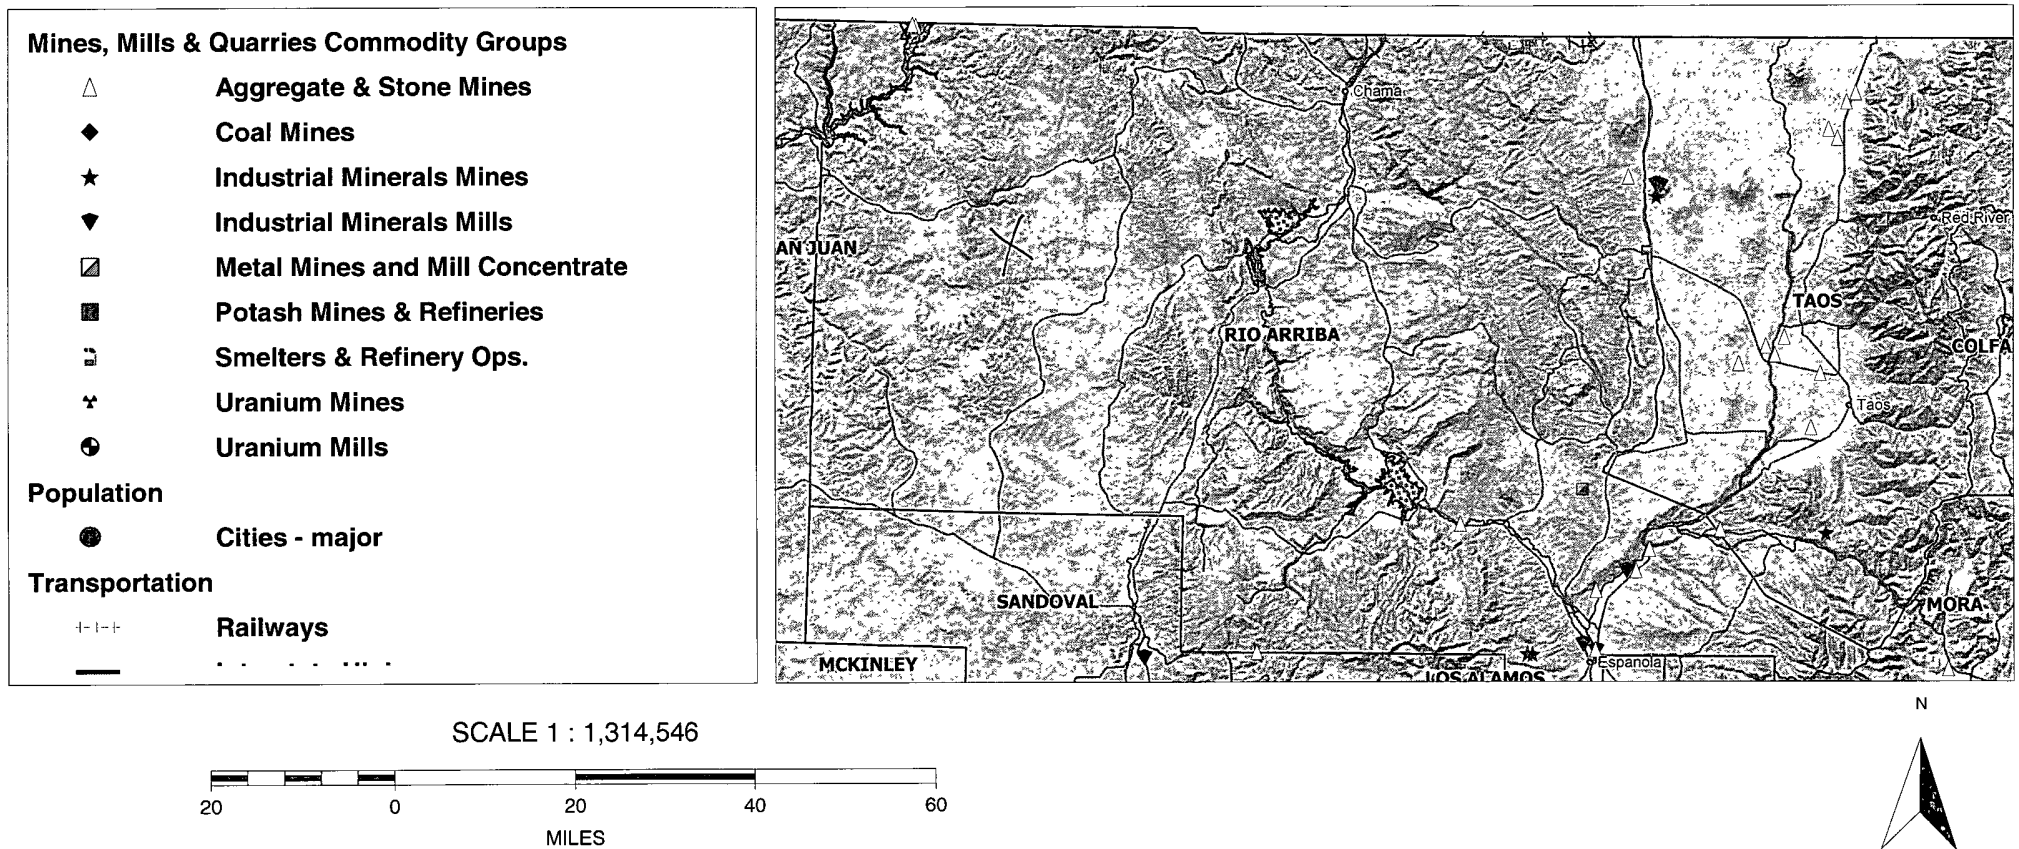 Mines, Mills & Quarries Commodity Groups
Aggregate & Stone Mines
Coal Mines
Industrial Minerals Mines
Industrial Minerals Mills
Metal Mines and Mill Concentrate
Potash Mines & Refineries
Smelters & Refinery Ops.
Uranium Mines
Uranium Mills
Population
Cities - major
Transportation
Railways
Chama
Red River
AN JUAN
TAOS
RIO ARRIBA
COLFA
Taos
SANDOVAL
MORA
MCKINLEY
Espanola
LOS ALAMOS
SCALE 1 : 1,314,546
20 0 20 40 60
MILES
N